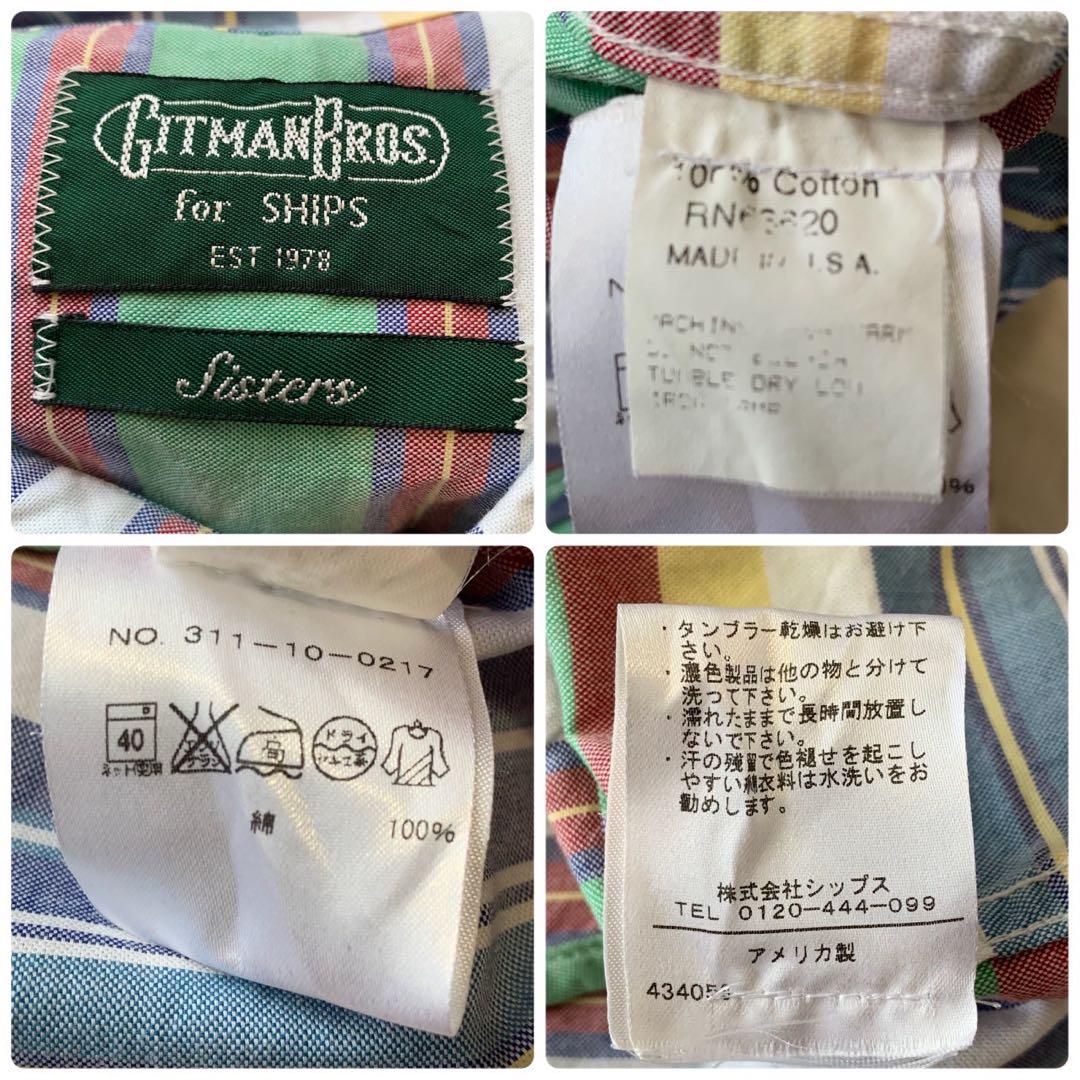 GITMAN BROS.
for SHIPS
EST 1978
Sisters
100% Cotton
MADE IN U.S.A.
TUMBLE DRY LOW
NO. 311-10-0217
40
ネット使用
ドライ
綿 100%
・タンブラー乾燥はお避け下
さい。
・濃色製品は他の物と分けて
洗って下さい。
・濡れたままで長時間放置し
ないで下さい。
・汗の残留で色褪せを起こし
やすい綿衣料は水洗いをお
勧めします。
株式会社シップス
TEL 0120-444-099
アメリカ製